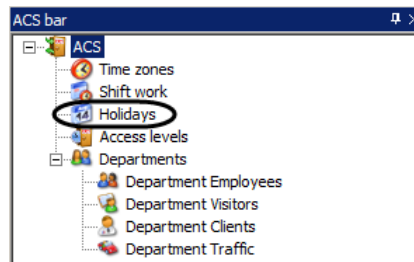 ACS bar
ACS
Time zones
Shift work
Holidays
Access levels
Departments
Department Employees
Department Visitors
Department Clients
Department Traffic